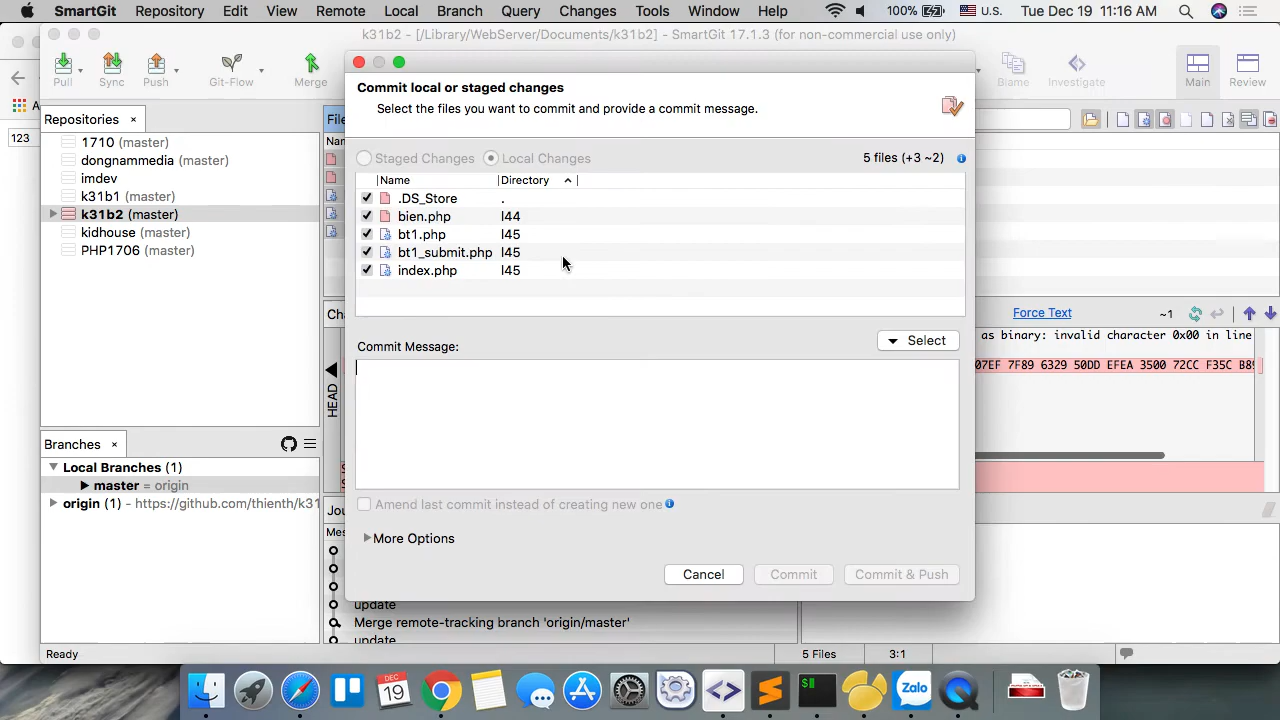 SmartGit Repository Edit View Remote Local Branch Query Changes Tools Window Help 100% U.S. Tue Dec 19 11:16 AM
k31b2 - [/Library/WebServer/Documents/k31b2] - SmartGit 17.1.3 (for non-commercial use only)
Pull Sync Push Git-Flow Merge Blame Investigate Main Review
Commit local or staged changes
Select the files you want to commit and provide a commit message.
Repositories
File
123
1710 (master)
dongnammedia (master)
imdev
k31b1 (master)
k31b2 (master)
kidhouse (master)
PHP1706 (master)
Staged Changes Local Changes 5 files (+3 ~2)
Name Directory
.DS_Store .
bien.php l44
bt1.php l45
bt1_submit.php l45
index.php l45
Force Text ~1
as binary: invalid character 0x00 in line
07EF 7F89 6329 50DD EFEA 3500 72CC F35C B89
HEAD
Select
Commit Message:
Amend last commit instead of creating new one
More Options
Cancel Commit Commit & Push
Branches
Local Branches (1)
master = origin
origin (1) - https://github.com/thienth/k31
update
Merge remote-tracking branch 'origin/master'
update
Ready 5 Files 3:1
DEC
19
$
Zalo